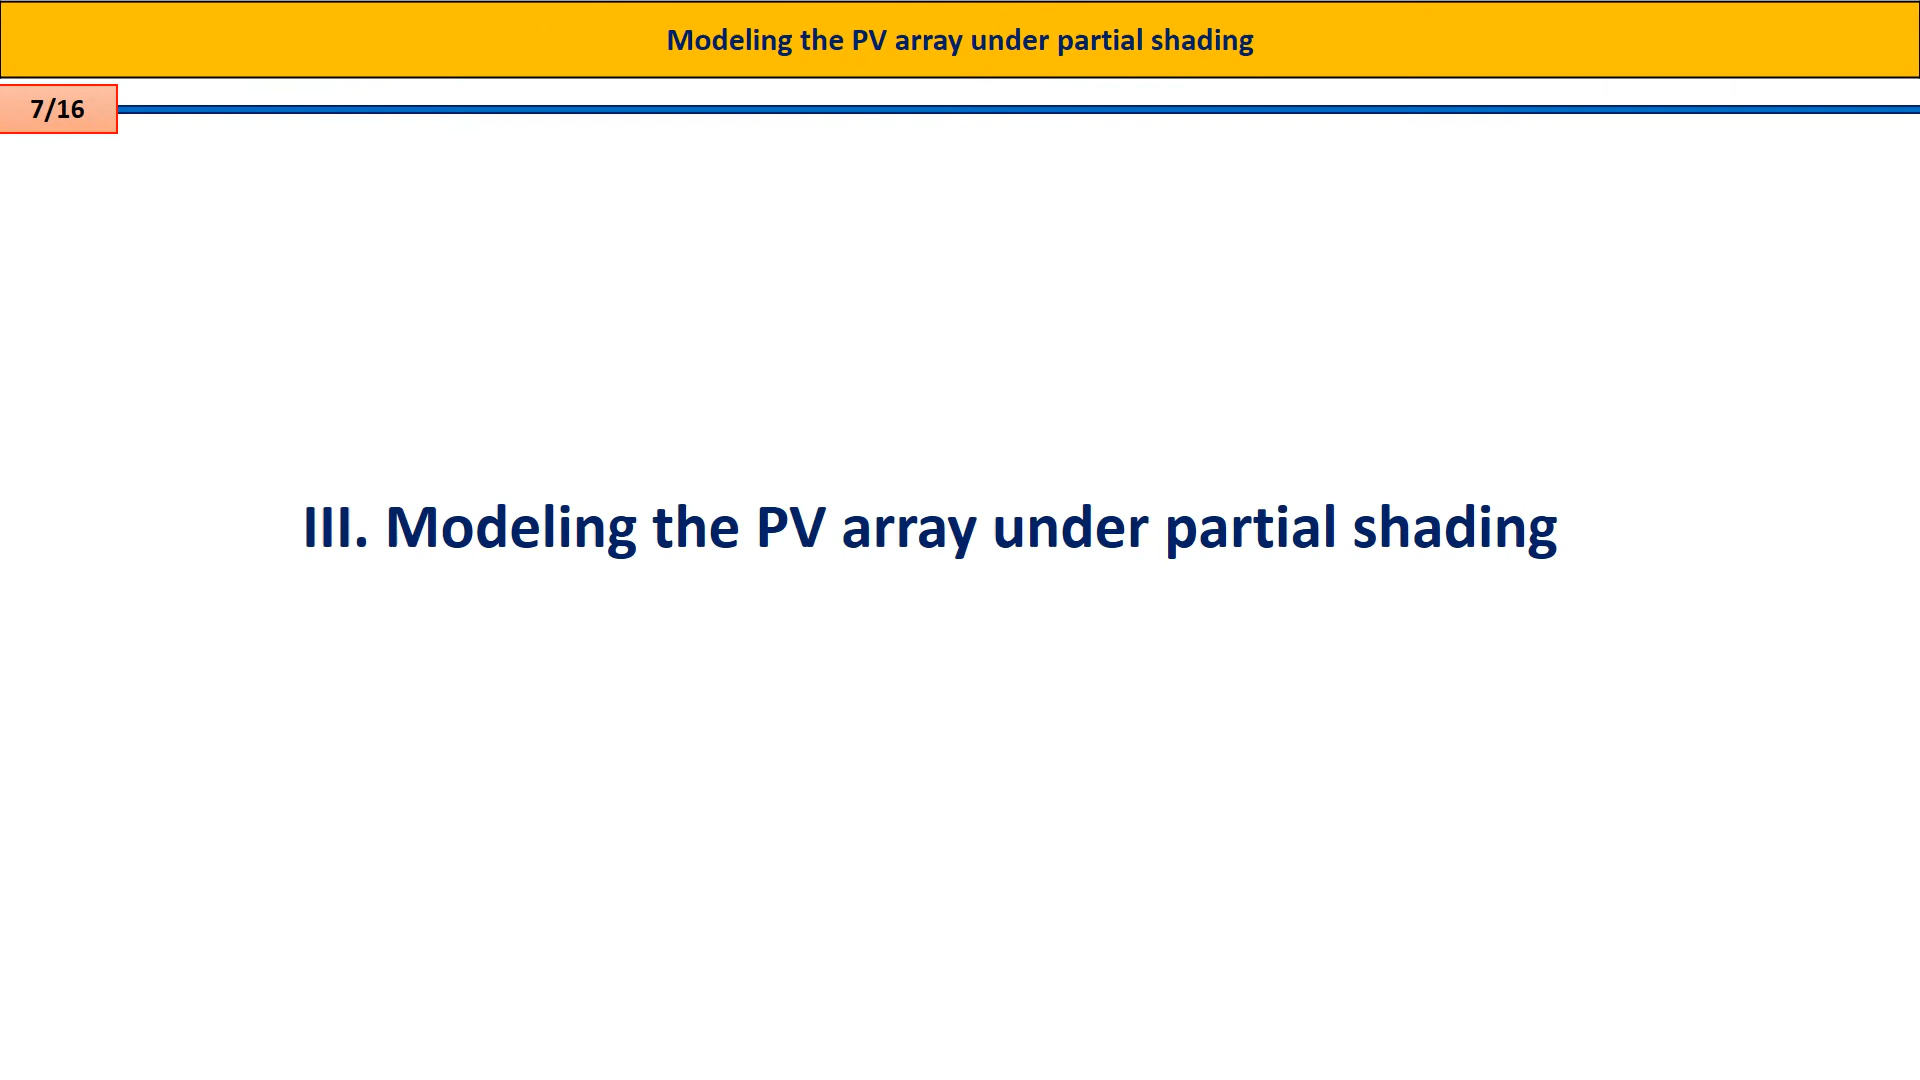 Modeling the PV array under partial shading
7/16
III. Modeling the PV array under partial shading